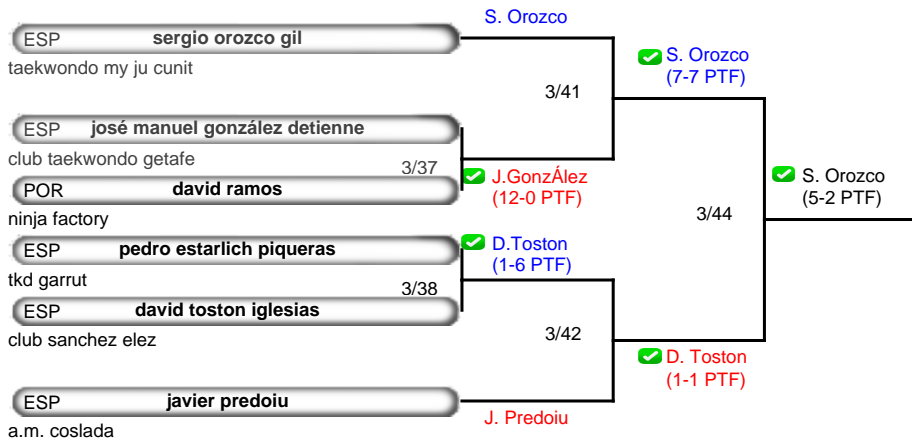 S. Orozco
ESP sergio orozco gil
taekwondo my ju cunit
S. Orozco
(7-7 PTF)
3/41
ESP josé manuel gonzález detienne
club taekwondo getafe
3/37
POR david ramos
ninja factory
J.GonzÁlez
(12-0 PTF)
S. Orozco
(5-2 PTF)
3/44
ESP pedro estarlich piqueras
tkd garrut
D.Toston
(1-6 PTF)
3/38
ESP david toston iglesias
club sanchez elez
3/42
D. Toston
(1-1 PTF)
ESP javier predoiu
a.m. coslada
J. Predoiu